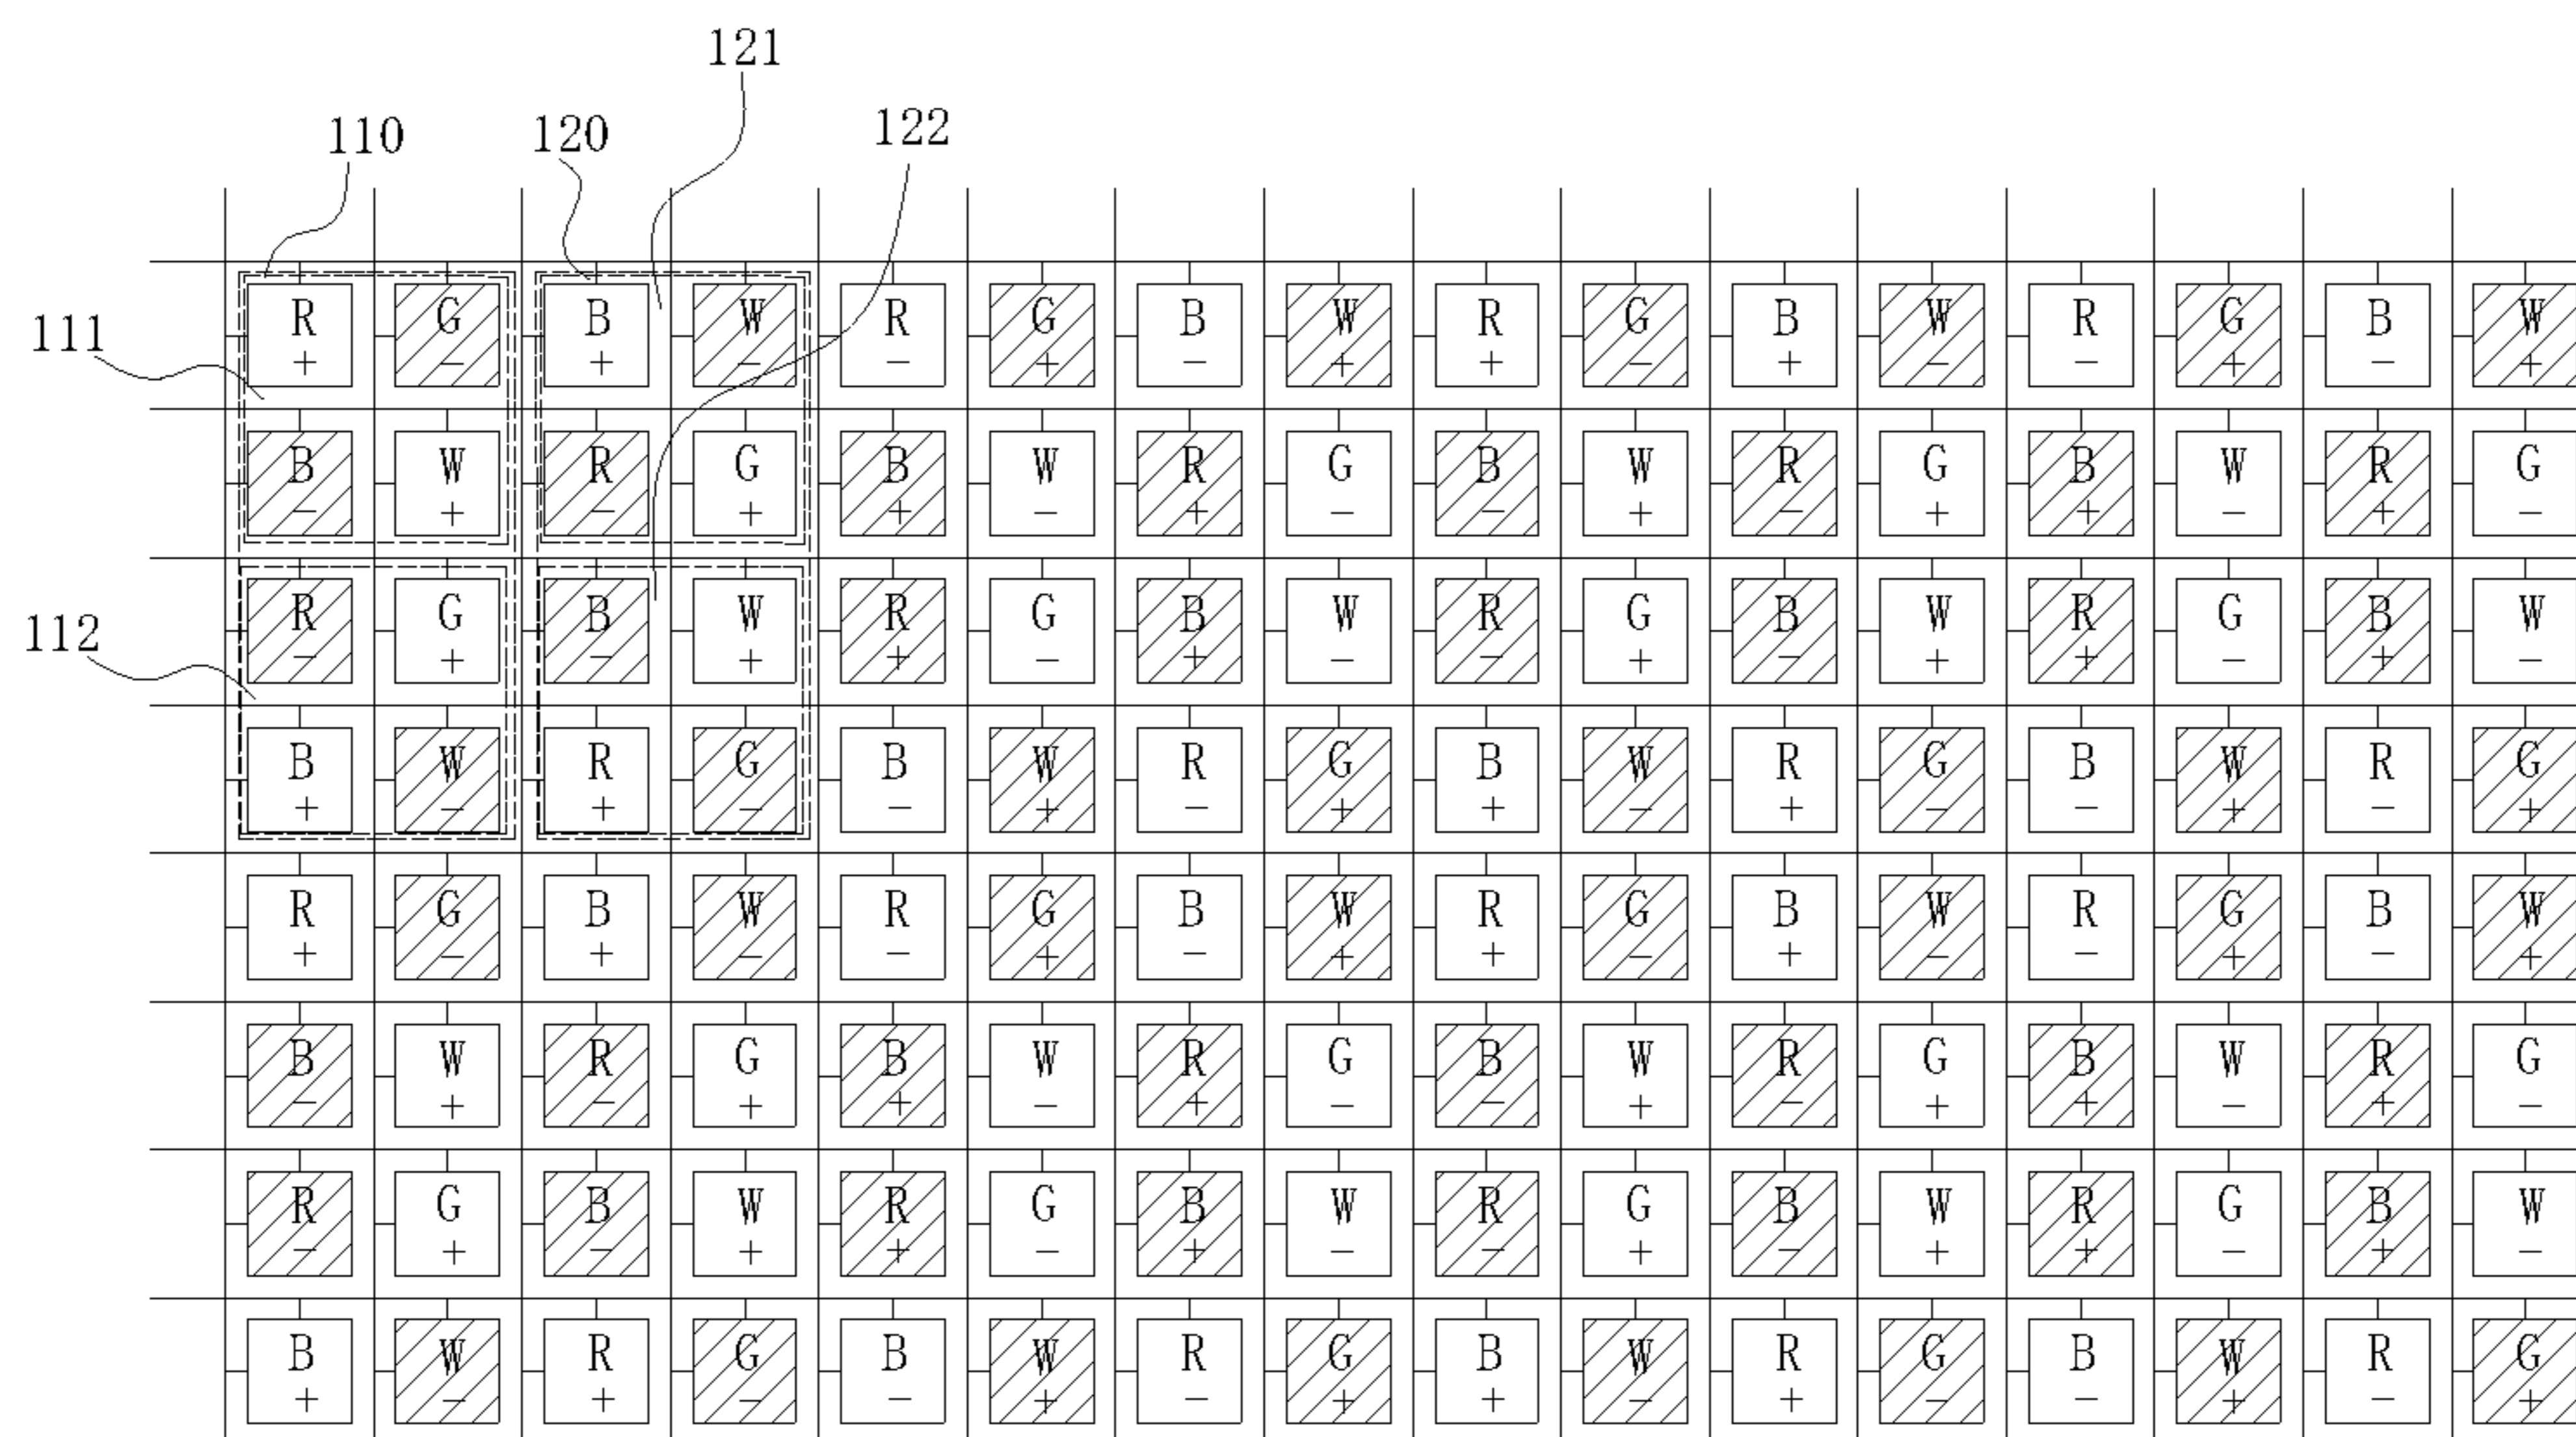 121
110 120 122
R G B W R G B W R G B W R G B W
111
+ − + − − + − + + − + − − + − +
B W R G B W R G B W R G B W R G
− + − + + − + − − + − + + − + −
R G B W R G B W R G B W R G B W
112
− + − + + − + − − + − + + − + −
B W R G B W R G B W R G B W R G
+ − + − − + − + + − + − − + − +
R G B W R G B W R G B W R G B W
+ − + − − + − + + − + − − + − +
B W R G B W R G B W R G B W R G
− + − + + − + − − + − + + − + −
R G B W R G B W R G B W R G B W
− + − + + − + − − + − + + − + −
B W R G B W R G B W R G B W R G
+ − + − − + − + + − + − − + − +